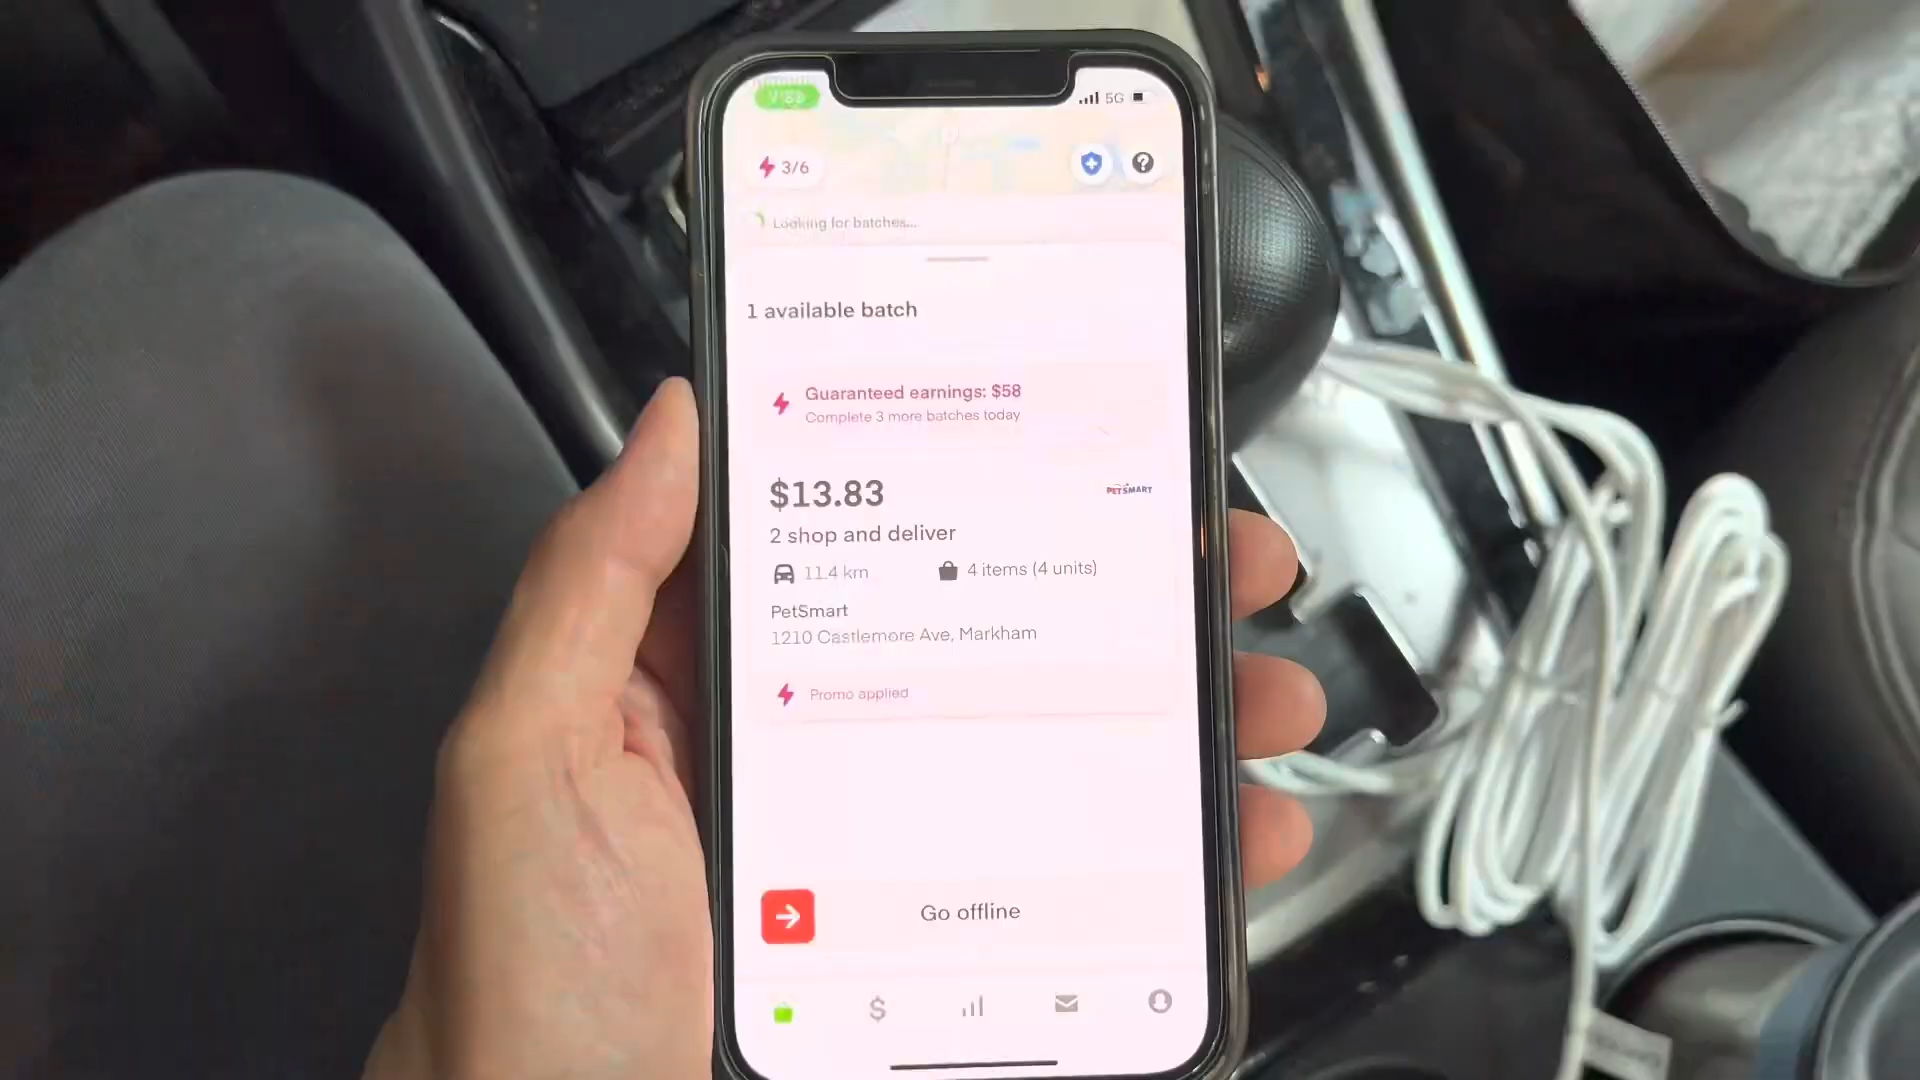 5G
3/6
Looking for batches...
1 available batch
Guaranteed earnings: $58
Complete 3 more batches today
$13.83
PETSMART
2 shop and deliver
11.4 km
4 items (4 units)
PetSmart
1210 Castlemore Ave, Markham
Promo applied
Go offline